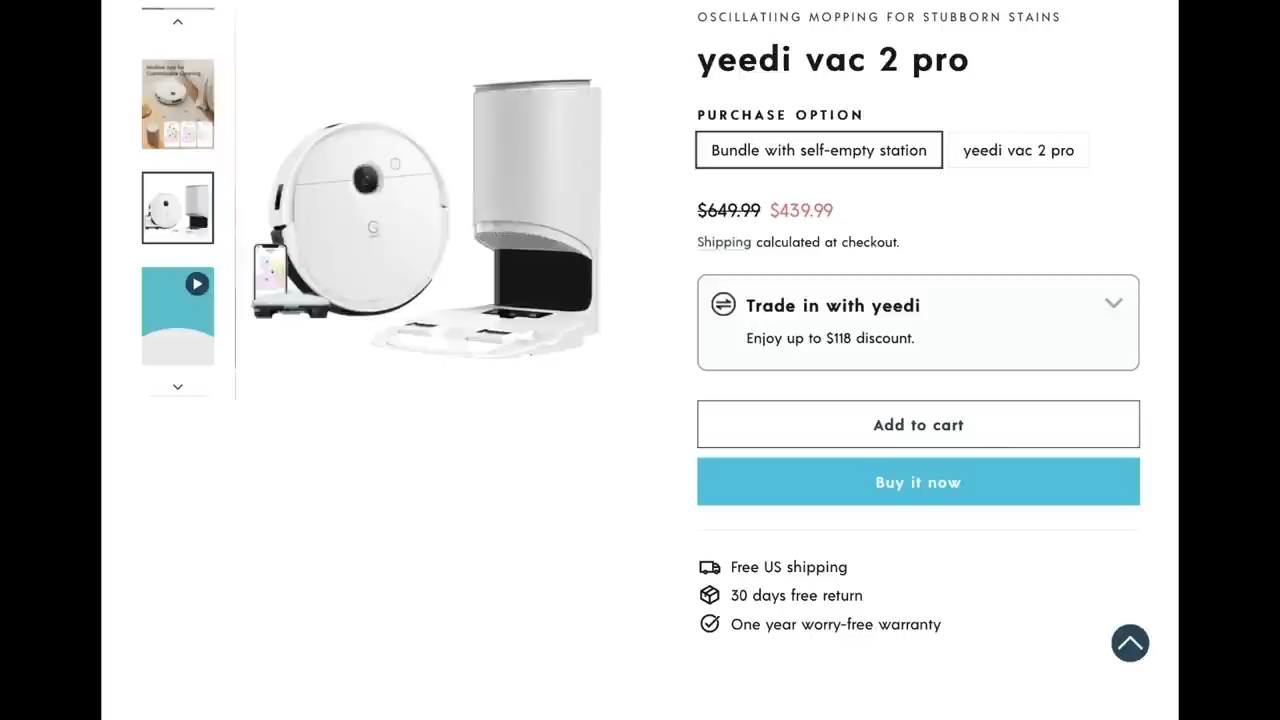 OSCILLATIING MOPPING FOR STUBBORN STAINS
yeedi vac 2 pro
PURCHASE OPTION
Bundle with self-empty station
yeedi vac 2 pro
$649.99 $439.99
Shipping calculated at checkout.
Trade in with yeedi
Enjoy up to $118 discount.
Add to cart
Buy it now
Free US shipping
30 days free return
One year worry-free warranty